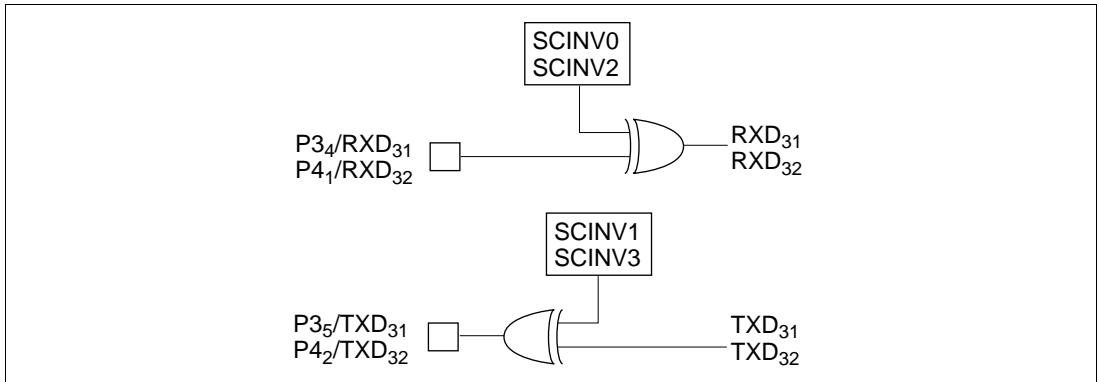 SCINV0
SCINV2
P3₄/RXD₃₁
P4₁/RXD₃₂
RXD₃₁
RXD₃₂
SCINV1
SCINV3
P3₅/TXD₃₁
P4₂/TXD₃₂
TXD₃₁
TXD₃₂